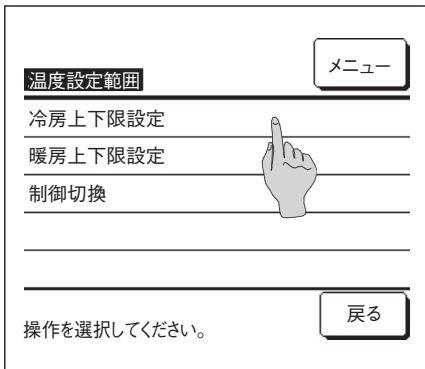 メニュー
温度設定範囲
冷房上下限設定
暖房上下限設定
制御切換
戻る
操作を選択してください。